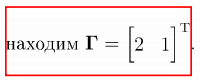 находим Γ = [2 1]ᵀ.